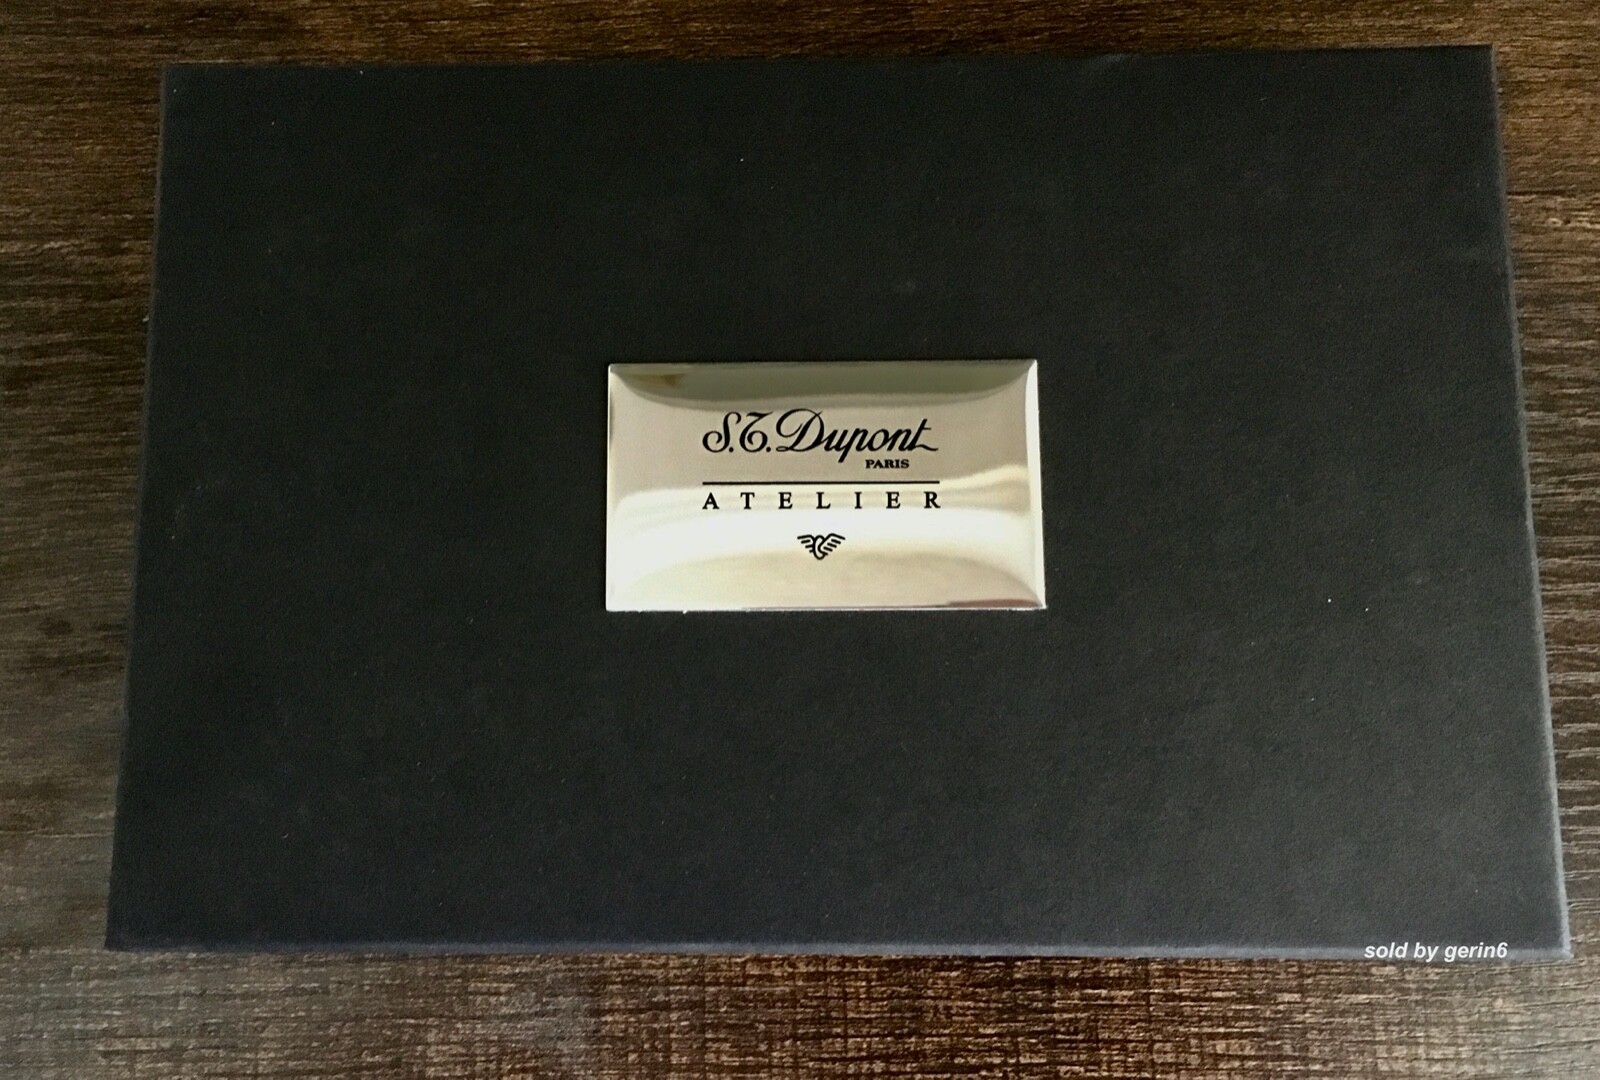 S.T. Dupont
PARIS
ATELIER
sold by gerin6